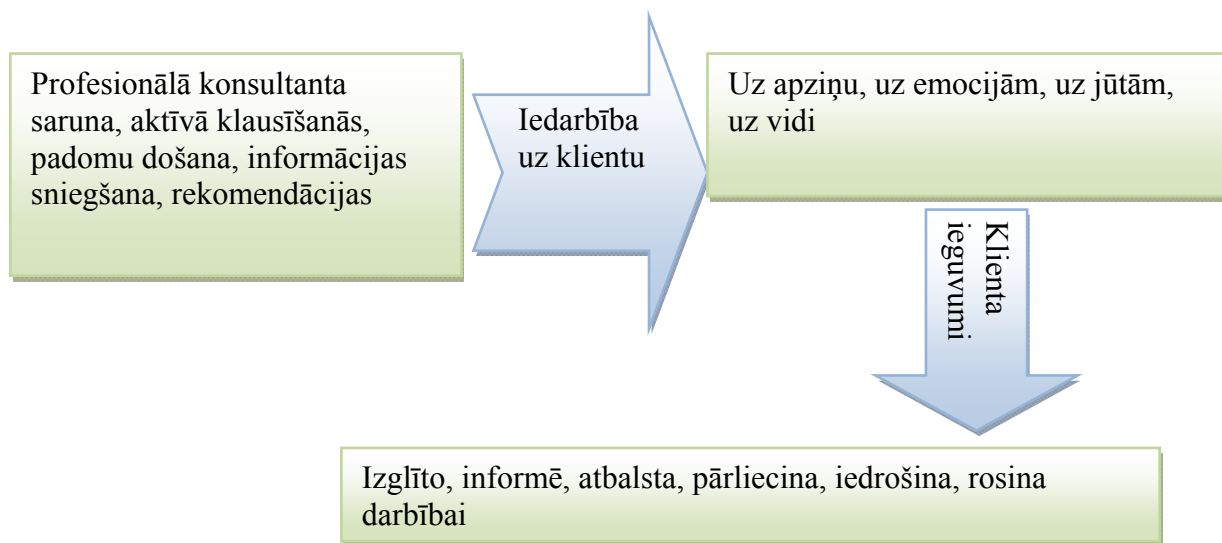 Profesionālā konsultanta
saruna, aktīvā klausīšanās,
padomu došana, informācijas
sniegšana, rekomendācijas
Iedarbība
uz klientu
Uz apziņu, uz emocijām, uz jūtām,
uz vidi
Klienta
ieguvumi
Izglīto, informē, atbalsta, pārliecina, iedrošina, rosina
darbībai